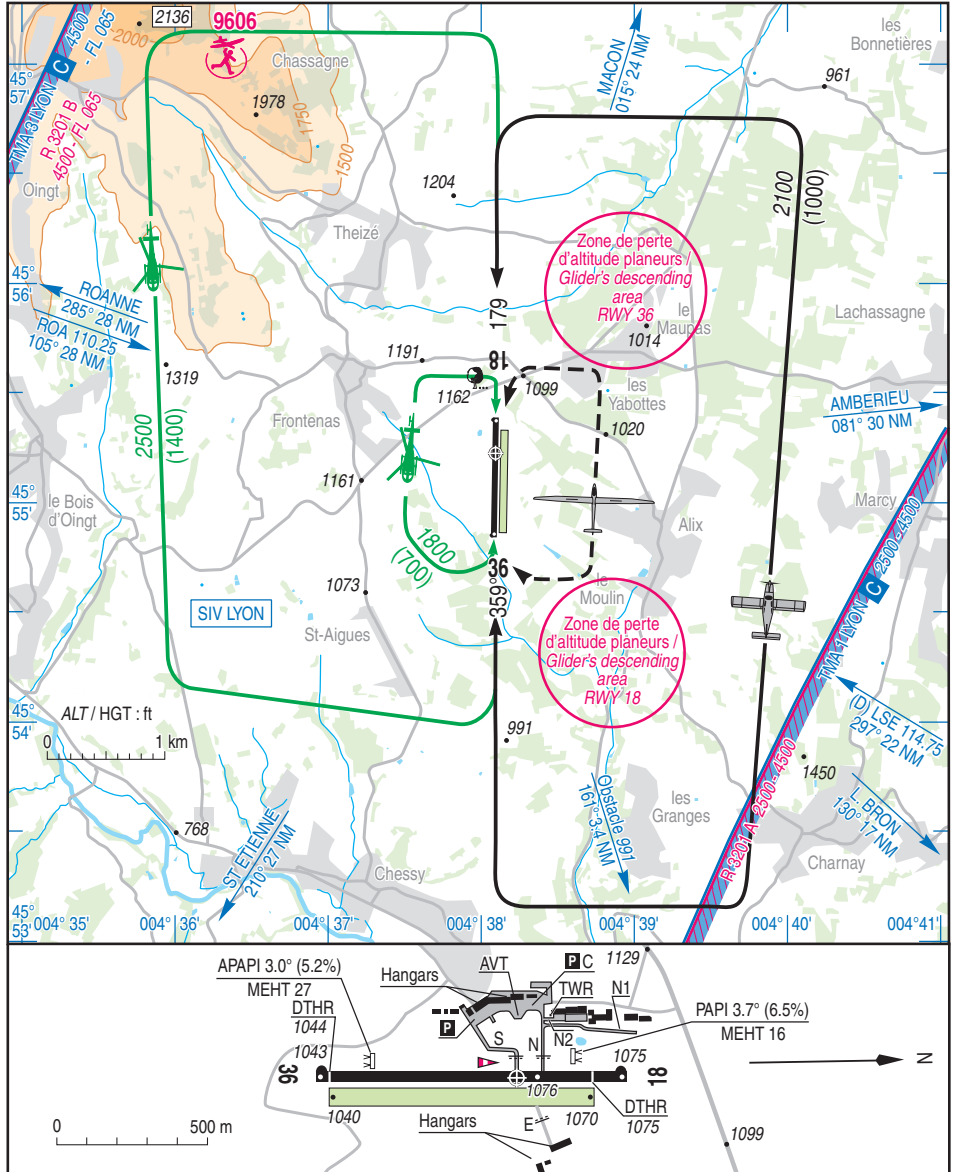 2136
9606
Chassagne
2000
1978
1750
1500
MACON
015° 24 NM
les
Bonnetières
961
45°
57'
TMA 3 LYON C 4500
- FL 065
R 3201 B
4500 - FL 065
Oingt
1204
Theizé
2100
(1000)
Zone de perte
d'altitude planeurs /
Glider's descending
area
RWY 36
45°
56'
ROANNE
285° 28 NM
ROA 110.25
105° 28 NM
179
le
Maupas
1014
Lachassagne
1319
1191
18
1162
1099
les
Yabottes
1020
AMBERIEU
081° 30 NM
2500
(1400)
Frontenas
1161
45°
55'
le Bois
d'Oingt
Alix
Marcy
1800
(700)
36
359°
1073
le
Moulin
SIV LYON
St-Aigues
Zone de perte
d'altitude planeurs /
Glider's descending
area
RWY 18
TMA 1 LYON C 2500 - 4500
R 3201 A 2500 - 4500
(D) LSE 114.75
297° 22 NM
45°
54'
ALT / HGT : ft
0 1 km
991
1450
L. BRON
130° 17 NM
Obstacle 991
161° 3.4 NM
les
Granges
768
ST ETIENNE
210° 27 NM
Chessy
Charnay
45°
53'
004° 35'
36'
004° 37'
38'
004° 39'
40'
004° 41'
APAPI 3.0° (5.2%)
MEHT 27
Hangars
AVT
P C
TWR
N1
1129
PAPI 3.7° (6.5%)
MEHT 16
DTHR
1044
1043
P
S
N
N2
1075
36
18
N
1076
1040
1070
DTHR
1075
Hangars
E
1099
0 500 m